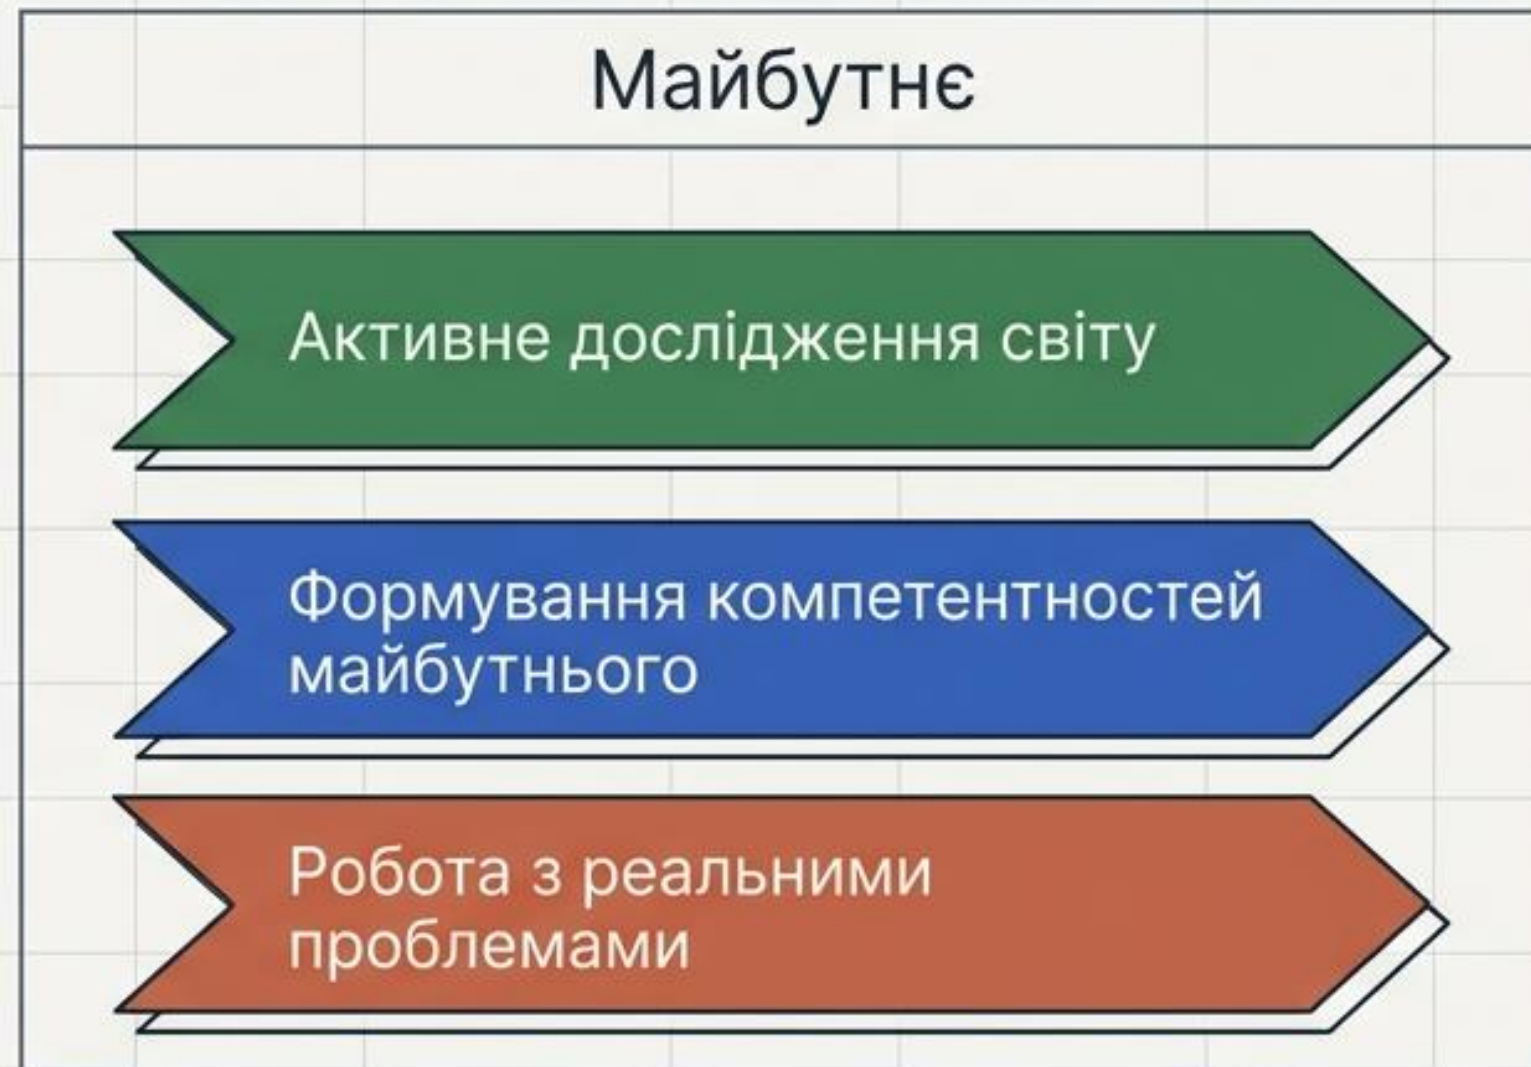 Майбутнє
Активне дослідження світу
Формування компетентностей
майбутнього
Робота з реальними
проблемами